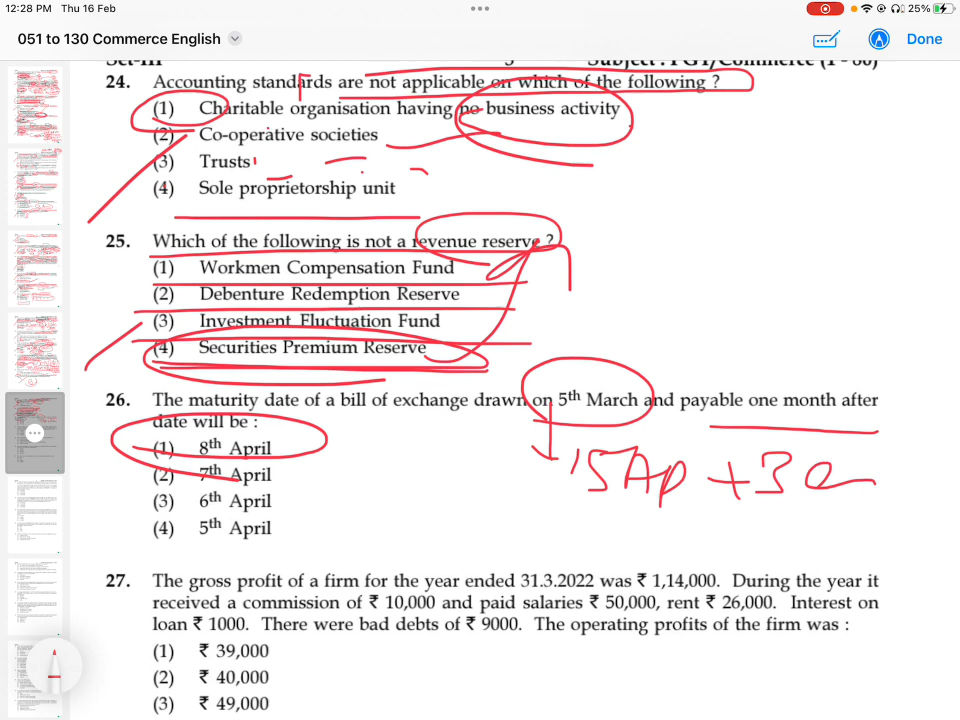 12:28 PM Thu 16 Feb
25%
051 to 130 Commerce English
Done
24. Accounting standards are not applicable on which of the following ?
(1) Charitable organisation having no business activity
(2) Co-operative societies
(3) Trusts
(4) Sole proprietorship unit
25. Which of the following is not a revenue reserve ?
(1) Workmen Compensation Fund
(2) Debenture Redemption Reserve
(3) Investment Fluctuation Fund
(4) Securities Premium Reserve
26. The maturity date of a bill of exchange drawn on 5th March and payable one month after
date will be :
(1) 8th April
(2) 7th April
(3) 6th April
(4) 5th April
27. The gross profit of a firm for the year ended 31.3.2022 was ₹ 1,14,000. During the year it
received a commission of ₹ 10,000 and paid salaries ₹ 50,000, rent ₹ 26,000. Interest on
loan ₹ 1000. There were bad debts of ₹ 9000. The operating profits of the firm was :
(1) ₹ 39,000
(2) ₹ 40,000
(3) ₹ 49,000